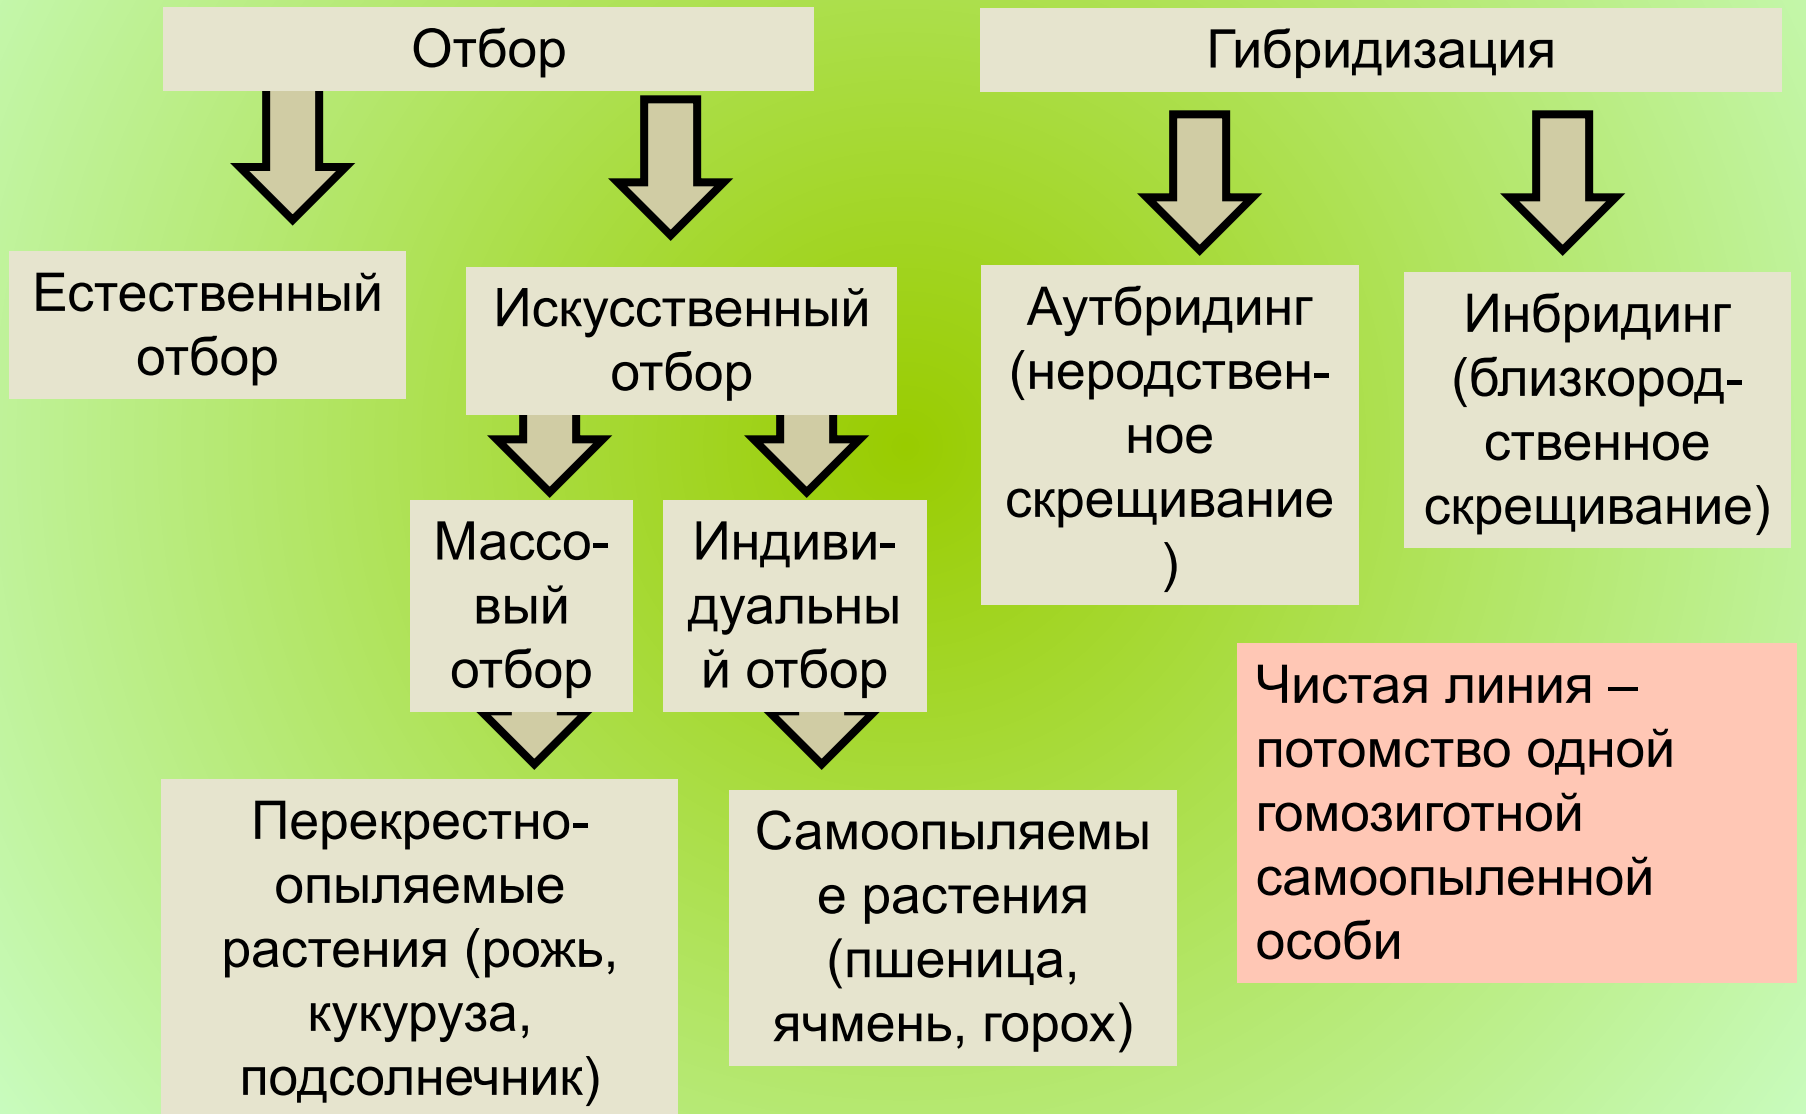 Отбор
Гибридизация
Естественный
отбор
Искусственный
отбор
Аутбридинг
(неродствен-
ное
скрещивание
)
Инбридинг
(близкород-
ственное
скрещивание)
Массо-
вый
отбор
Индиви-
дуальны
й отбор
Чистая линия –
потомство одной
гомозиготной
самоопыленной
особи
Перекрестно-
опыляемые
растения (рожь,
кукуруза,
подсолнечник)
Самоопыляемы
е растения
(пшеница,
ячмень, горох)